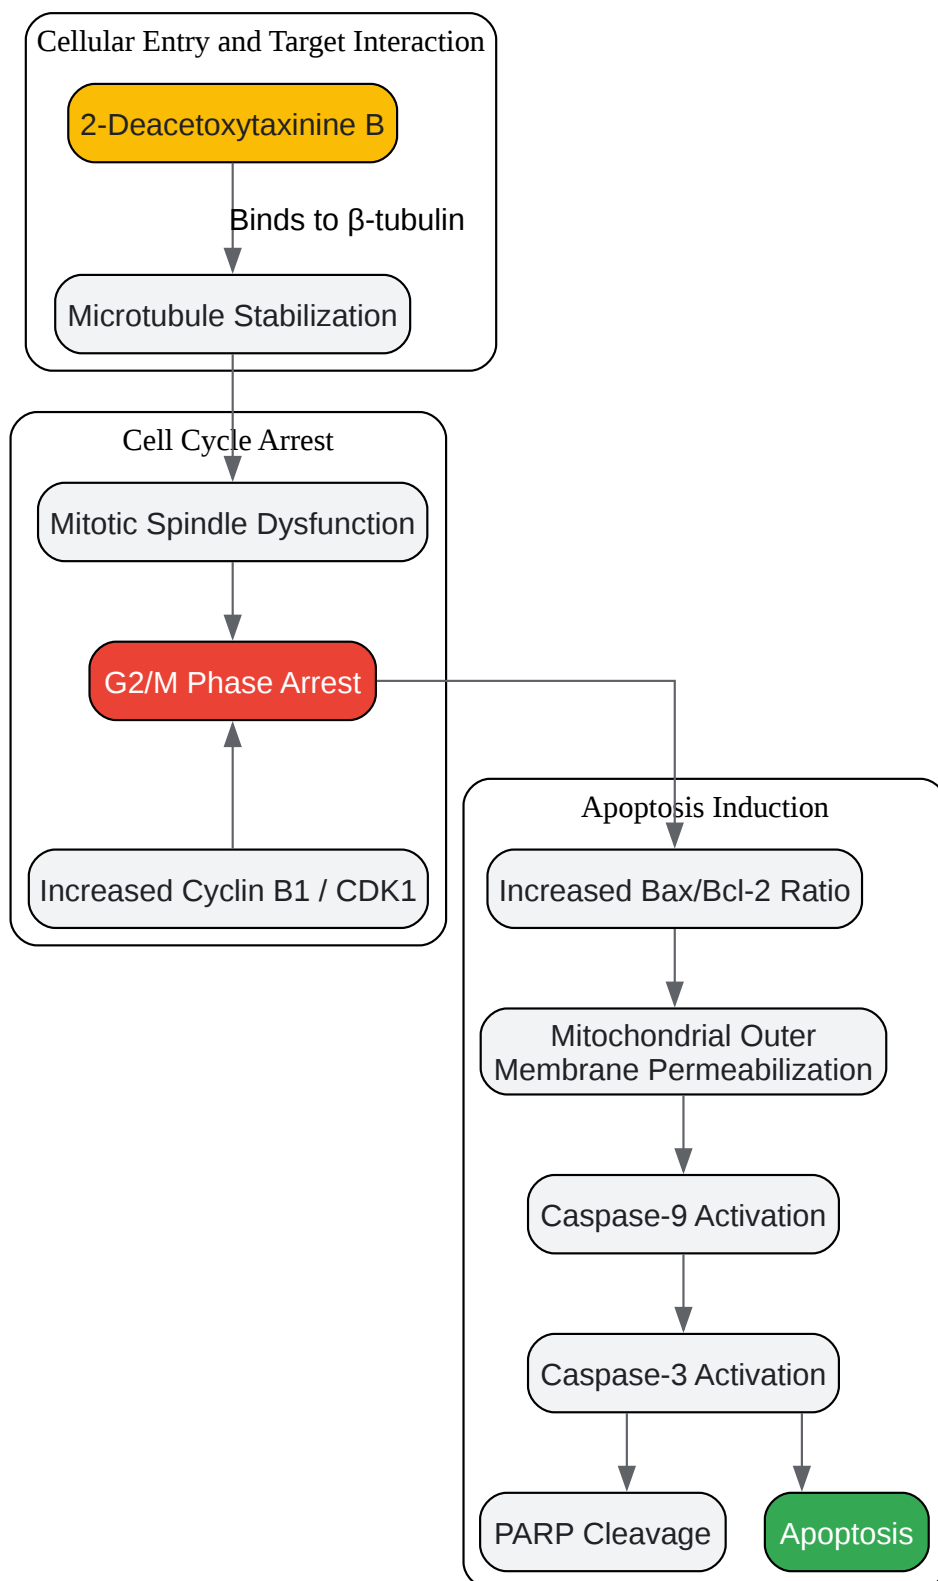 Cellular Entry and Target Interaction
2-Deacetoxytaxinine B
Binds to β-tubulin
Microtubule Stabilization
Cell Cycle Arrest
Mitotic Spindle Dysfunction
G2/M Phase Arrest
Increased Cyclin B1 / CDK1
Apoptosis Induction
Increased Bax/Bcl-2 Ratio
Mitochondrial Outer
Membrane Permeabilization
Caspase-9 Activation
Caspase-3 Activation
PARP Cleavage
Apoptosis